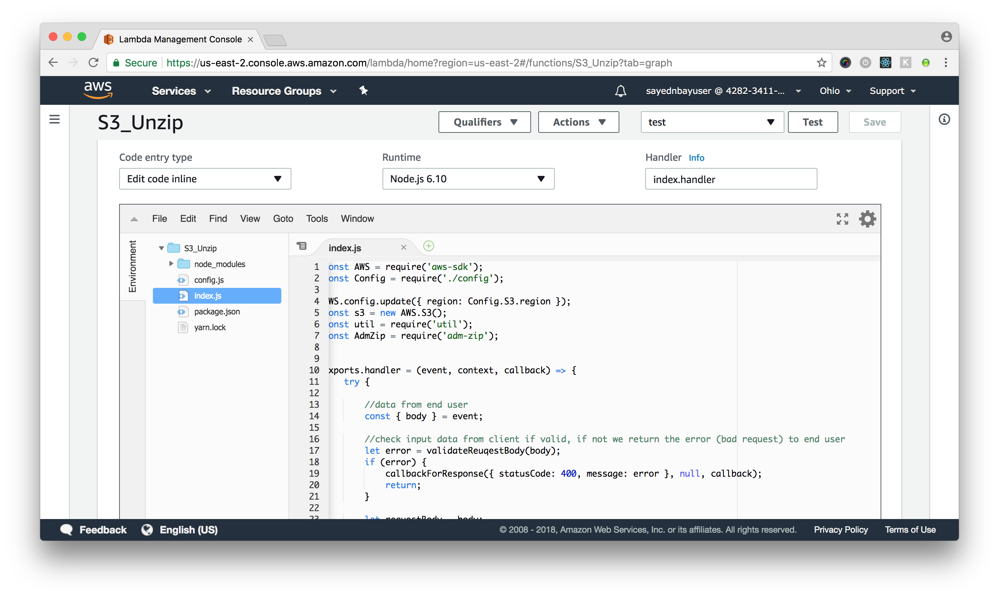 Lambda Management Console
Secure https://us-east-2.console.aws.amazon.com/lambda/home?region=us-east-2#/functions/S3_Unzip?tab=graph
K
aws Services Resource Groups sayednbayuser @ 4282-3411-... Ohio Support
S3_Unzip Qualifiers Actions test Test Save
Code entry type Runtime Handler Info
Edit code inline Node.js 6.10 index.handler
File Edit Find View Goto Tools Window
Environment
S3_Unzip
node_modules
config.js
index.js
package.json
yarn.lock
index.js
1 onst AWS = require('aws-sdk');
2 onst Config = require('./config');
3
4 WS.config.update({ region: Config.S3.region });
5 onst s3 = new AWS.S3();
6 onst util = require('util');
7 onst AdmZip = require('adm-zip');
8
9
10 xports.handler = (event, context, callback) => {
11 try {
12
13 //data from end user
14 const { body } = event;
15
16 //check input data from client if valid, if not we return the error (bad request) to end user
17 let error = validateReuqestBody(body);
18 if (error) {
19 callbackForResponse({ statusCode: 400, message: error }, null, callback);
20 return;
21 }
22
23 let requestBody = body;
Feedback English (US) © 2008 - 2018, Amazon Web Services, Inc. or its affiliates. All rights reserved. Privacy Policy Terms of Use